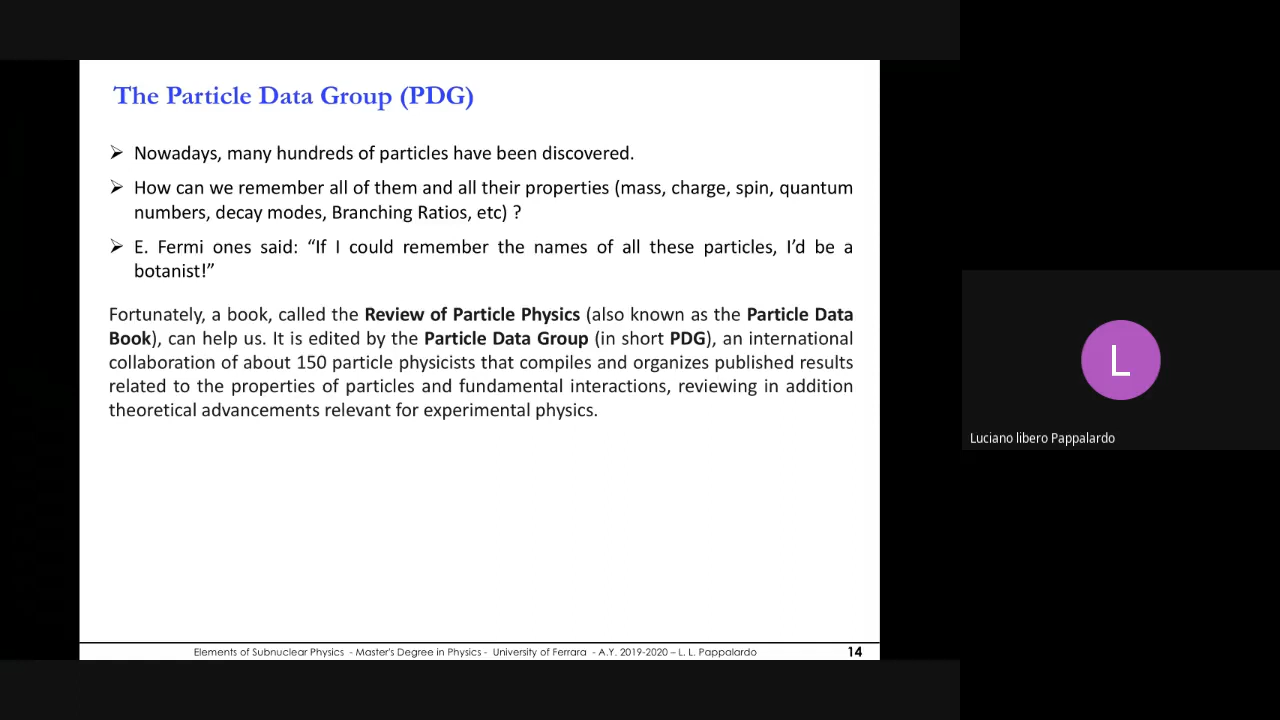 The Particle Data Group (PDG)
➢ Nowadays, many hundreds of particles have been discovered.
➢ How can we remember all of them and all their properties (mass, charge, spin, quantum
numbers, decay modes, Branching Ratios, etc) ?
➢ E. Fermi ones said: “If I could remember the names of all these particles, I’d be a
botanist!”
Fortunately, a book, called the Review of Particle Physics (also known as the Particle Data
Book), can help us. It is edited by the Particle Data Group (in short PDG), an international
collaboration of about 150 particle physicists that compiles and organizes published results
related to the properties of particles and fundamental interactions, reviewing in addition
theoretical advancements relevant for experimental physics.
Elements of Subnuclear Physics - Master's Degree in Physics - University of Ferrara - A.Y. 2019-2020 – L. L. Pappalardo 14
L
Luciano libero Pappalardo